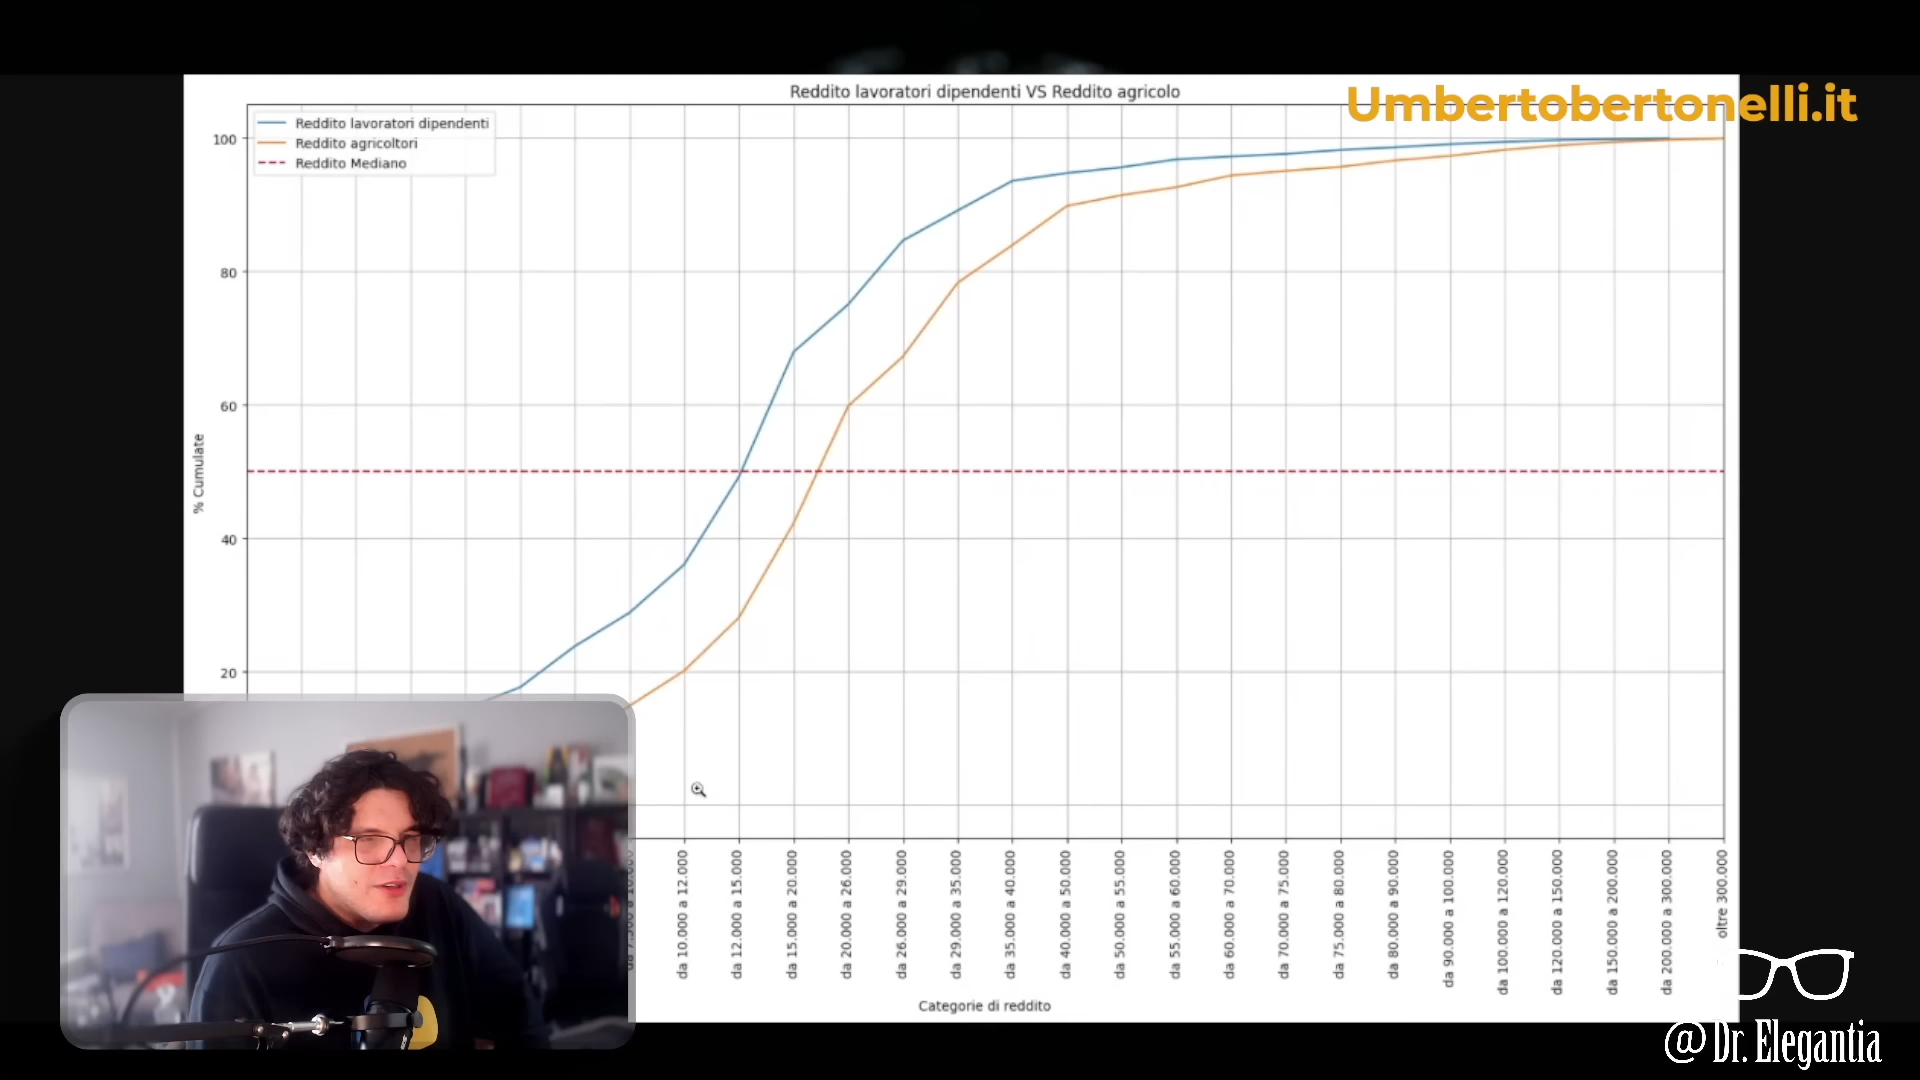 Reddito lavoratori dipendenti VS Reddito agricolo
Umbertobertonelli.it
Reddito lavoratori dipendenti
Reddito agricoltori
Reddito Mediano
100
80
60
40
20
% Cumulate
da 10.000 a 12.000
da 12.000 a 15.000
da 15.000 a 20.000
da 20.000 a 26.000
da 26.000 a 29.000
da 29.000 a 35.000
da 35.000 a 40.000
da 40.000 a 50.000
da 50.000 a 55.000
da 55.000 a 60.000
da 60.000 a 70.000
da 70.000 a 75.000
da 75.000 a 80.000
da 80.000 a 90.000
da 90.000 a 100.000
da 100.000 a 120.000
da 120.000 a 150.000
da 150.000 a 200.000
da 200.000 a 300.000
oltre 300.000
Categorie di reddito
@Dr. Elegantia